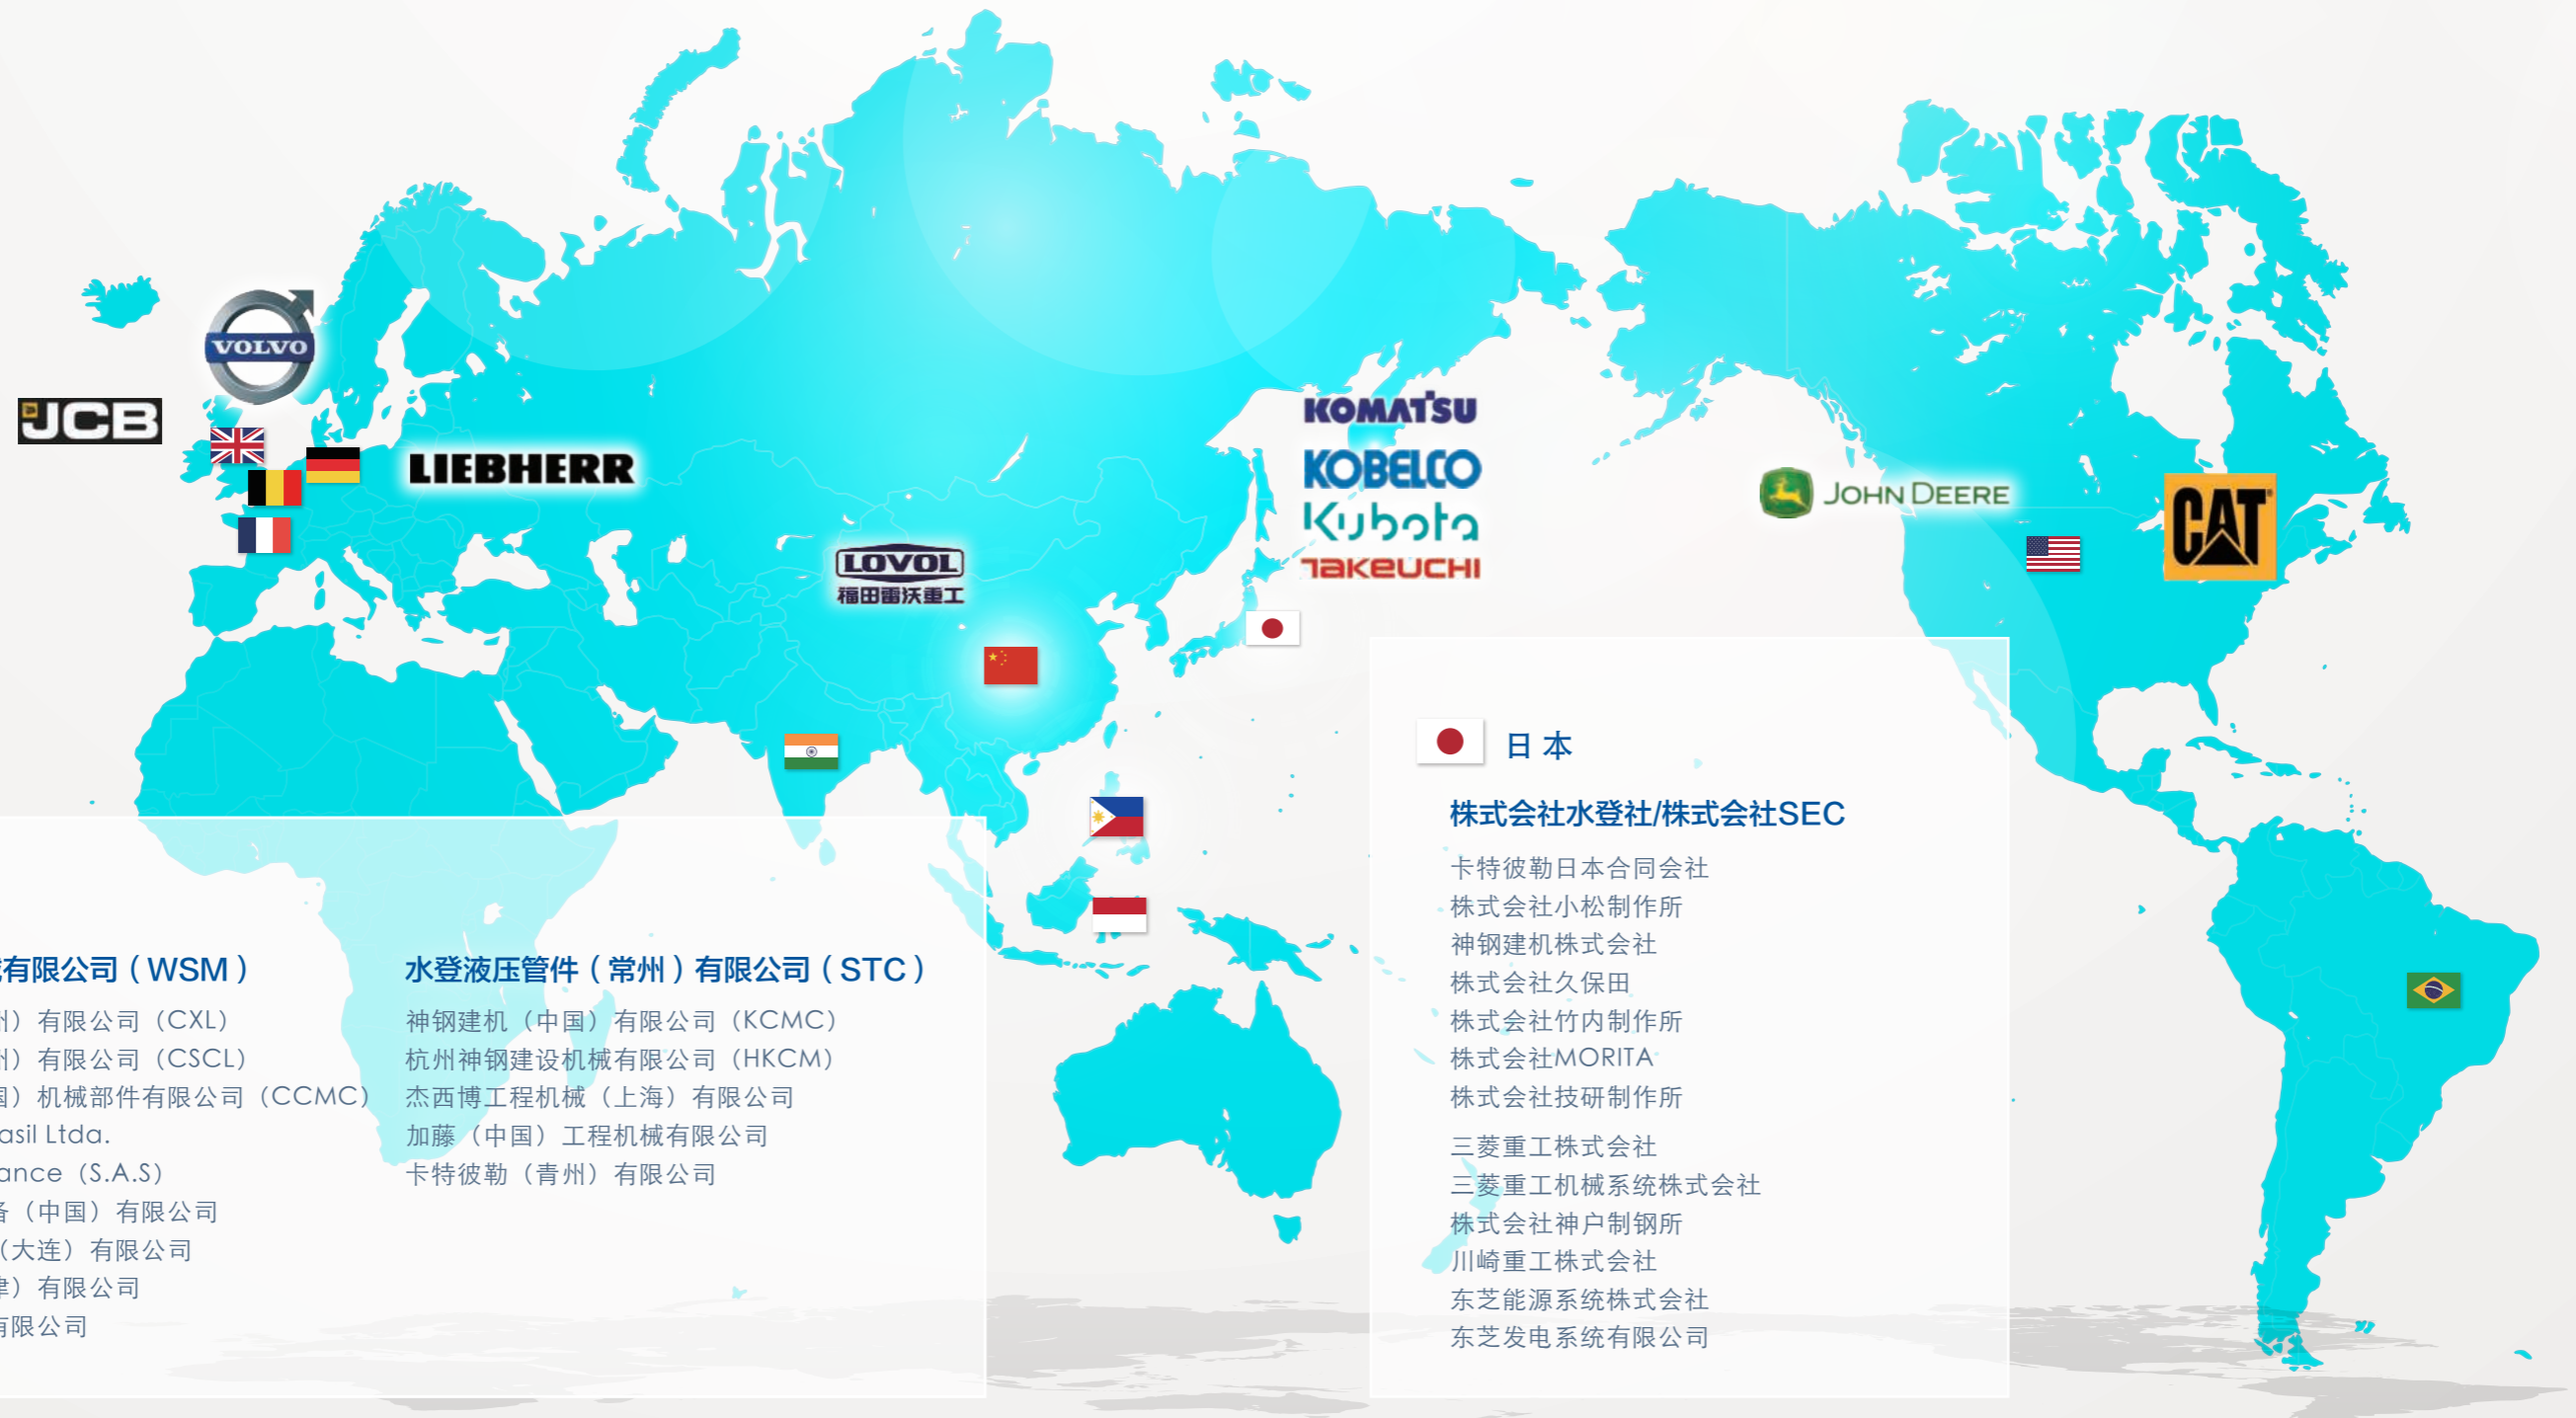 VOLVO
JCB
LIEBHERR
LOVOL
福田雷沃重工
KOMATSU
KOBELCO
Kubota
TAKEUCHI
JOHN DEERE
CAT
有限公司（WSM）
州）有限公司（CXL）
州）有限公司（CSCL）
国）机械部件有限公司（CCMC）
asil Ltda.
ance（S.A.S）
备（中国）有限公司
（大连）有限公司
津）有限公司
有限公司
水登液压管件（常州）有限公司（STC）
神钢建机（中国）有限公司（KCMC）
杭州神钢建设机械有限公司（HKCM）
杰西博工程机械（上海）有限公司
加藤（中国）工程机械有限公司
卡特彼勒（青州）有限公司
日本
株式会社水登社/株式会社SEC
卡特彼勒日本合同会社
株式会社小松制作所
神钢建机株式会社
株式会社久保田
株式会社竹内制作所
株式会社MORITA
株式会社技研制作所
三菱重工株式会社
三菱重工机械系统株式会社
株式会社神户制钢所
川崎重工株式会社
东芝能源系统株式会社
东芝发电系统有限公司